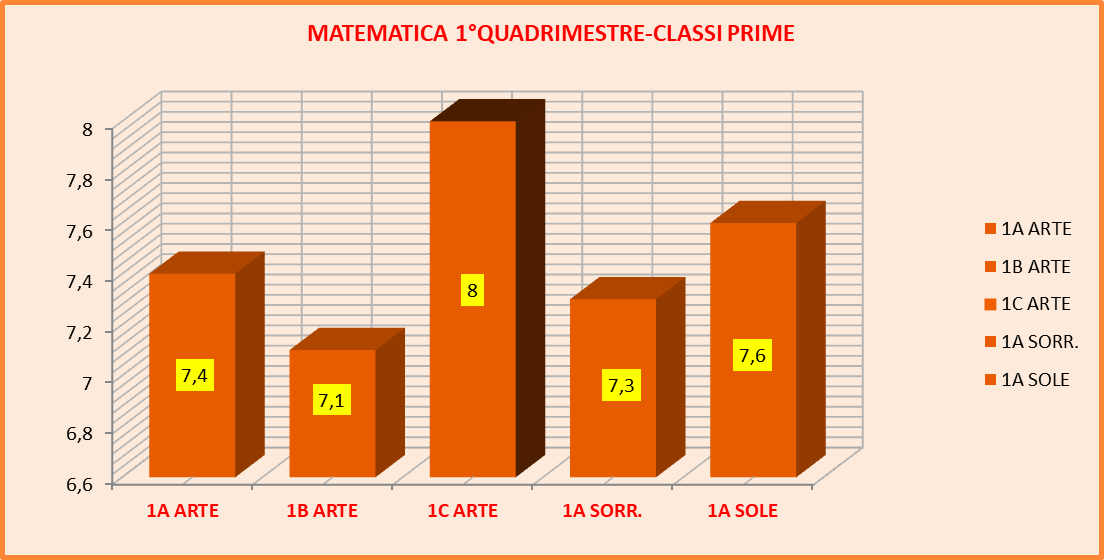 MATEMATICA 1°QUADRIMESTRE-CLASSI PRIME
8
7,8
7,6
7,4
7,2
7
6,8
6,6
7,4
7,1
8
7,3
7,6
1A ARTE
1B ARTE
1C ARTE
1A SORR.
1A SOLE
1A ARTE
1B ARTE
1C ARTE
1A SORR.
1A SOLE